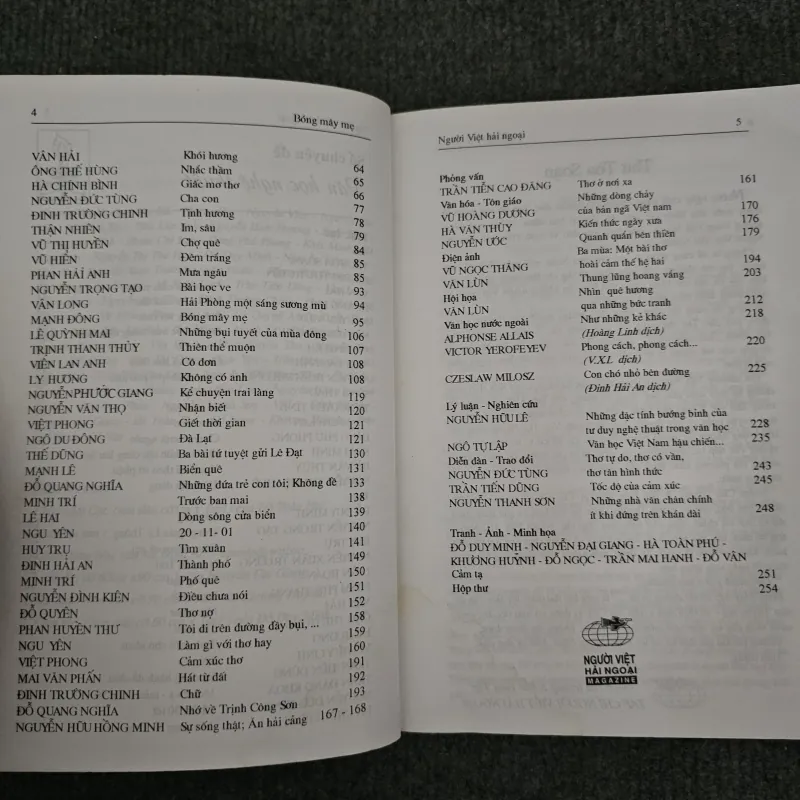 4 Bóng mây mẹ
VĂN HẢI Khói hương 64
ÔNG THẾ HÙNG Nhắc thầm 65
HÀ CHÍNH BÌNH Giấc mơ thơ 66
NGUYỄN ĐỨC TÙNG Cha con 77
ĐINH TRƯỜNG CHINH Tịnh hương 78
THẬN NHIÊN Im, sâu 79
VŨ THỊ HUYỀN Chợ quê 84
VŨ HIỂN Đêm trắng 85
PHAN HẢI ANH Mưa ngâu 85
NGUYỄN TRỌNG TẠO Bài học ve 93
VĂN LONG Hải Phòng một sáng sương mù 94
MẠNH ĐÔNG Bóng mây mẹ 95
LÊ QUỲNH MAI Những bụi tuyết của mùa đông 106
TRỊNH THANH THỦY Thiên thể muộn 107
VIÊN LAN ANH Cô đơn 108
LY HƯƠNG Không có anh 108
NGUYỄN PHƯỚC GIANG Kể chuyện trai làng 119
NGUYỄN VĂN THỌ Nhận biết 120
VIỆT PHONG Giết thời gian 121
NGÔ DU ĐÔNG Đà Lạt 121
THẾ DŨNG Ba bài tứ tuyệt gửi Lê Đạt 130
MẠNH LÊ Biển quê 131
ĐỖ QUANG NGHĨA Những đứa trẻ con tôi; Không đề 133
MINH TRÍ Trước ban mai 138
LÊ HAI Dòng sông cửa biển 139
NGU YÊN 20 - 11- 01 140
HUY TRỤ Tìm xuân 141
ĐINH HẢI AN Thành phố 149
MINH TRÍ Phố quê 150
NGUYỄN ĐÌNH KIÊN Điều chưa nói 151
ĐỖ QUYÊN Thơ nợ 152
PHAN HUYỀN THƯ Tôi đi trên đường đầy bụi, ... 158
NGU YÊN Làm gì với thơ hay 159
VIỆT PHONG Cảm xúc thơ 160
MAI VĂN PHẤN Hát từ đất 191
ĐINH TRƯỜNG CHINH Chữ 192
ĐỖ QUANG NGHĨA Nhớ về Trịnh Công Sơn 193
NGUYỄN HỮU HỒNG MINH Sự sống thật; Ăn hải cảng 167 - 168
Người Việt hải ngoại 5
Phỏng vấn
TRẦN TIẾN CAO ĐĂNG Thơ ở nơi xa 161
Văn hóa - Tôn giáo Những dòng chảy
VŨ HOÀNG DƯƠNG của bản ngã Việt Nam 170
HÀ VĂN THÙY Kiến thức ngày xưa 176
NGUYỄN ƯỚC Quanh quán bên thiên 179
Điện ảnh Ba mùa: Một bài thơ
VŨ NGỌC THĂNG hoài cảm thế hệ hai 194
VĂN LÙN Thung lũng hoang vắng 203
Hội họa Nhìn quê hương
VĂN LÙN qua những bức tranh 212
Văn học nước ngoài Như những kẻ khác 218
ALPHONSE ALLAIS (Hoàng Linh dịch)
VICTOR YEROFEYEV Phong cách, phong cách... 220
(V.X.L dịch)
CZESLAW MILOSZ Con chó nhỏ bên đường 225
(Đinh Hải An dịch)
Lý luận - Nghiên cứu
NGUYỄN HỮU LÊ Những đặc tính bướng bỉnh của
tư duy nghệ thuật trong văn học 228
NGÔ TỰ LẬP Văn học Việt Nam hậu chiến... 235
Diễn đàn - Trao đổi Thơ tự do, thơ có vần,
NGUYỄN ĐỨC TÙNG thơ tân hình thức 243
TRẦN TIẾN DŨNG Tốc độ của cảm xúc 245
NGUYỄN THANH SƠN Những nhà văn chân chính
ít khi đứng trên khán đài 248
Tranh - Ảnh - Minh họa
ĐỖ DUY MINH - NGUYỄN ĐẠI GIANG - HÀ TOÀN PHÚ -
KHƯƠNG HUỲNH - ĐỖ NGỌC - TRẦN MAI HẠNH - ĐỖ VÂN
Cảm tạ 251
Hộp thư 254
NGƯỜI VIỆT
HẢI NGOẠI
MAGAZINE